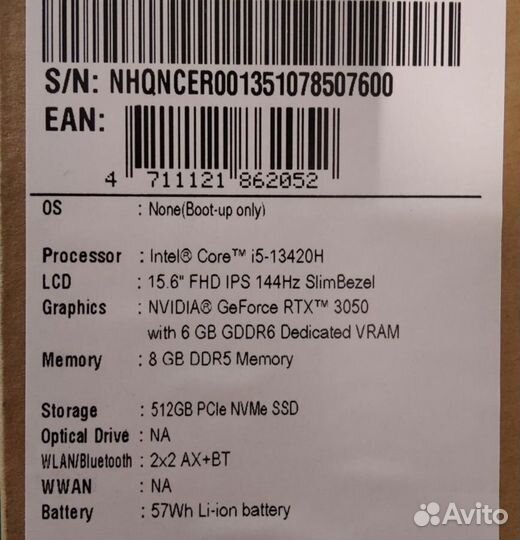 S/N: NHQNCER001351078507600
EAN:
4 711121 862052
OS : None(Boot-up only)
Processor : Intel® Core™ i5-13420H
LCD : 15.6" FHD IPS 144Hz SlimBezel
Graphics : NVIDIA® GeForce RTX™ 3050
with 6 GB GDDR6 Dedicated VRAM
Memory : 8 GB DDR5 Memory
Storage : 512GB PCIe NVMe SSD
Optical Drive : NA
WLAN/Bluetooth : 2x2 AX+BT
WWAN : NA
Battery : 57Wh Li-ion battery
Avito